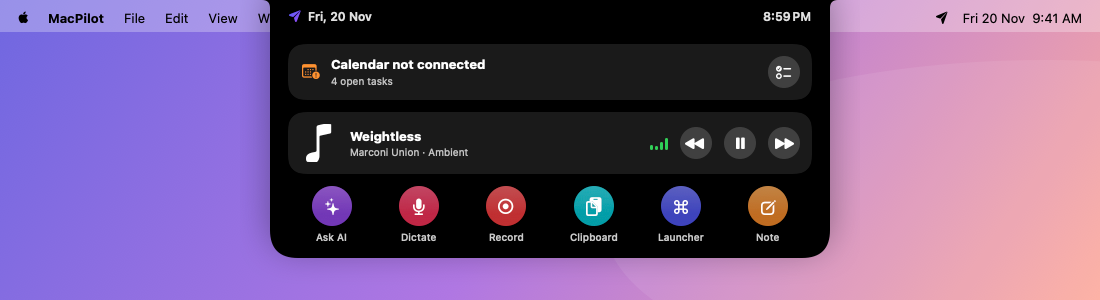 MacPilot File Edit View W
Fri, 20 Nov
8:59 PM
Fri 20 Nov 9:41 AM
Calendar not connected
4 open tasks
Weightless
Marconi Union · Ambient
Ask AI Dictate Record Clipboard Launcher Note